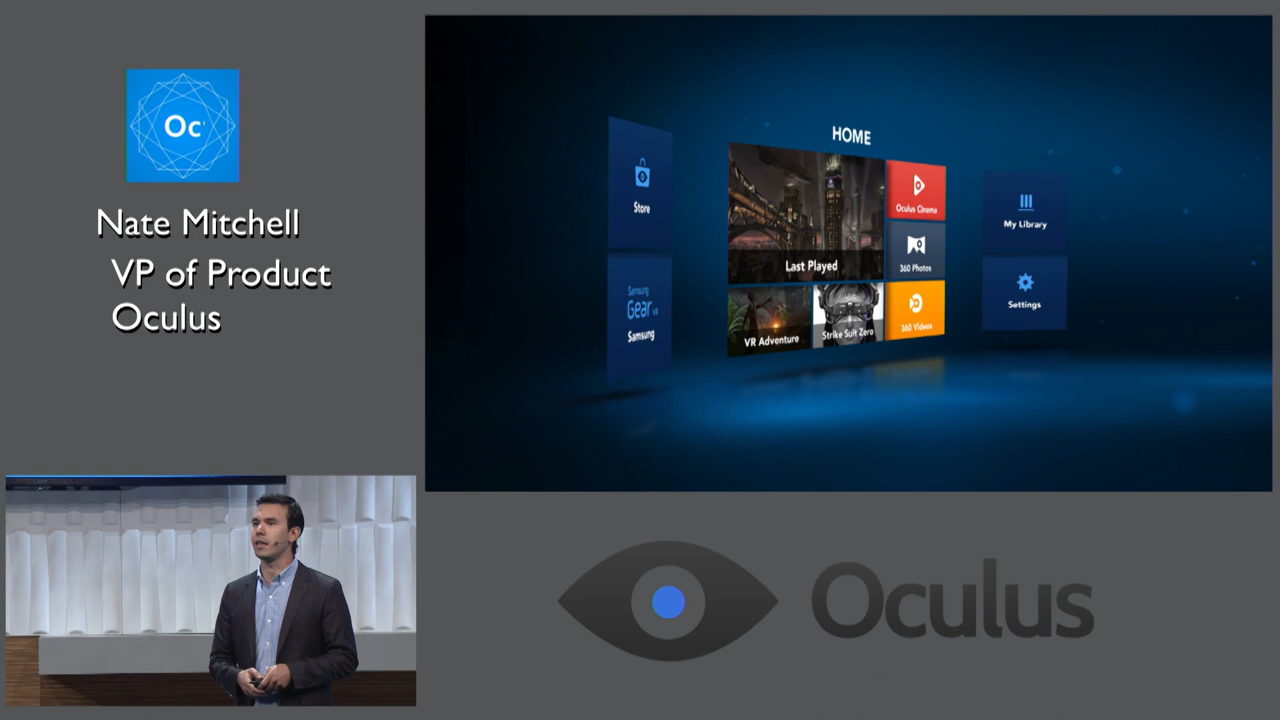 Oc
Nate Mitchell
VP of Product
Oculus
HOME
Store
Samsung
Gear VR
Samsung
Last Played
VR Adventure
Strike Suit Zero
Oculus Cinema
360 Photos
360 Videos
My Library
Settings
Oculus